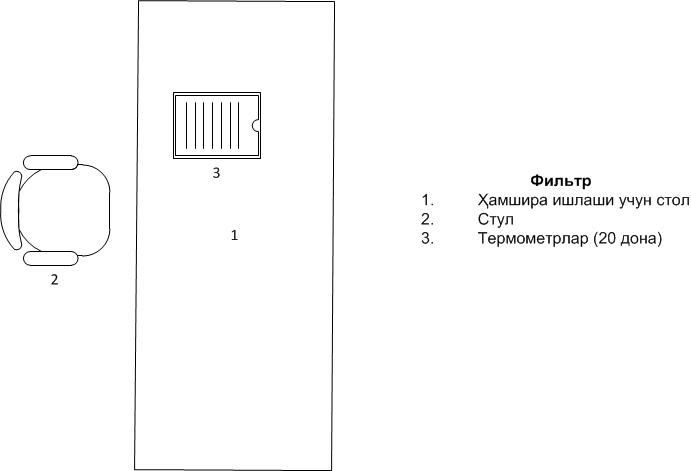 3
1
2
Фильтр
1. Ҳамшира ишлаши учун стол
2. Стул
3. Термометрлар (20 дона)